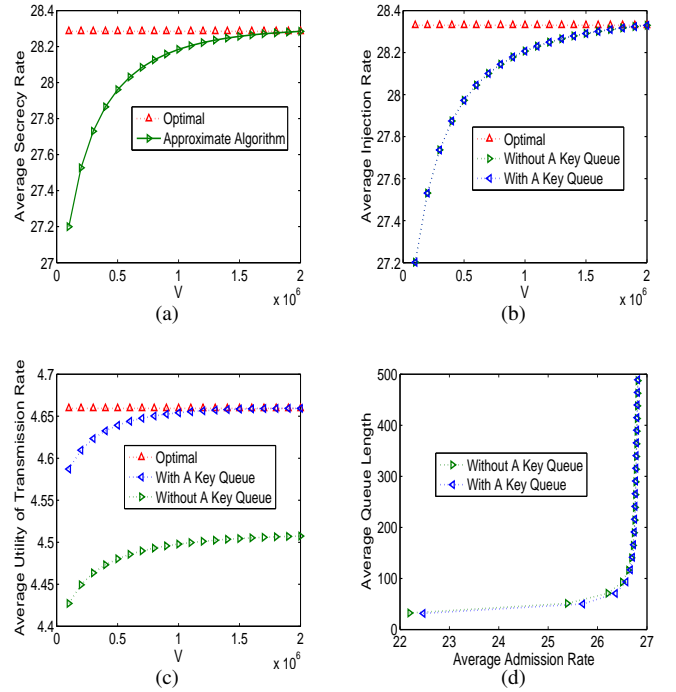 28.4
28.2
28
27.8
27.6
27.4
27.2
27
Average Secrecy Rate
Optimal
Approximate Algorithm
0 0.5 1 1.5 2
V
x 10^6
(a)
28.4
28.2
28
27.8
27.6
27.4
27.2
Average Injection Rate
Optimal
Without A Key Queue
With A Key Queue
0 0.5 1 1.5 2
V
x 10^6
(b)
4.7
4.65
4.6
4.55
4.5
4.45
4.4
Average Utility of Transmission Rate
Optimal
With A Key Queue
Without A Key Queue
0 0.5 1 1.5 2
V
x 10^6
(c)
500
400
300
200
100
0
Average Queue Length
Without A Key Queue
With A Key Queue
22 23 24 25 26 27
Average Admission Rate
(d)